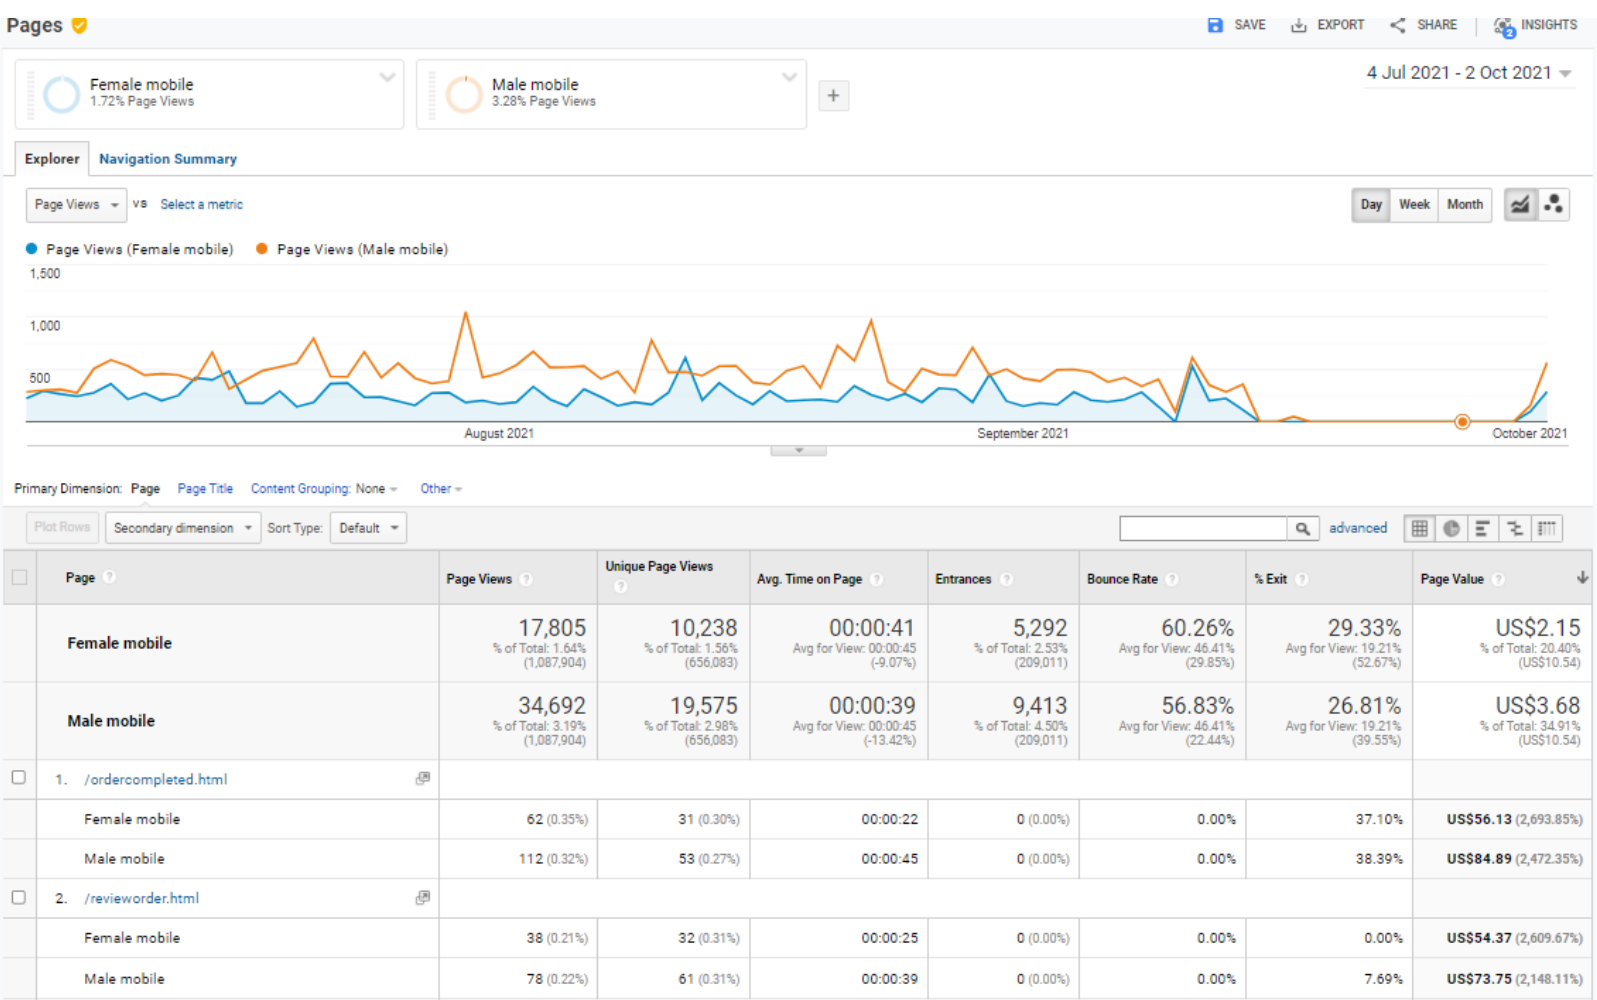 Pages
SAVE EXPORT SHARE INSIGHTS
2
Female mobile
1.72% Page Views
Male mobile
3.28% Page Views
+
4 Jul 2021 - 2 Oct 2021
Explorer Navigation Summary
Page Views vs Select a metric
Day Week Month
Page Views (Female mobile) Page Views (Male mobile)
1,500
1,000
500
August 2021 September 2021 October 2021
Primary Dimension: Page Page Title Content Grouping: None Other
Plot Rows Secondary dimension Sort Type: Default advanced
Page ? Page Views ? Unique Page Views ? Avg. Time on Page ? Entrances ? Bounce Rate ? % Exit ? Page Value ?
Female mobile 17,805 10,238 00:00:41 5,292 60.26% 29.33% US$2.15
% of Total: 1.64% % of Total: 1.56% Avg for View: 00:00:45 % of Total: 2.53% Avg for View: 46.41% Avg for View: 19.21% % of Total: 20.40%
(1,087,904) (656,083) (-9.07%) (209,011) (29.85%) (52.67%) (US$10.54)
Male mobile 34,692 19,575 00:00:39 9,413 56.83% 26.81% US$3.68
% of Total: 3.19% % of Total: 2.98% Avg for View: 00:00:45 % of Total: 4.50% Avg for View: 46.41% Avg for View: 19.21% % of Total: 34.91%
(1,087,904) (656,083) (-13.42%) (209,011) (22.44%) (39.55%) (US$10.54)
1. /ordercompleted.html
Female mobile 62 (0.35%) 31 (0.30%) 00:00:22 0 (0.00%) 0.00% 37.10% US$56.13 (2,693.85%)
Male mobile 112 (0.32%) 53 (0.27%) 00:00:45 0 (0.00%) 0.00% 38.39% US$84.89 (2,472.35%)
2. /revieworder.html
Female mobile 38 (0.21%) 32 (0.31%) 00:00:25 0 (0.00%) 0.00% 0.00% US$54.37 (2,609.67%)
Male mobile 78 (0.22%) 61 (0.31%) 00:00:39 0 (0.00%) 0.00% 7.69% US$73.75 (2,148.11%)